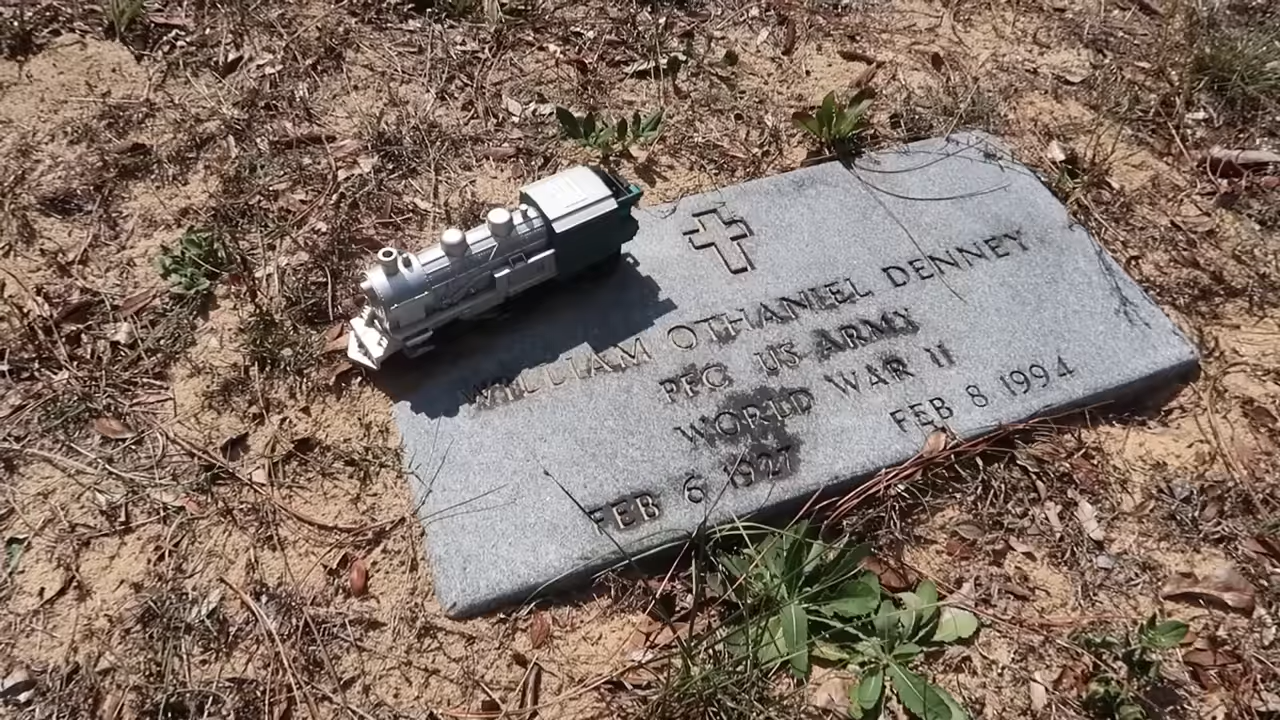 WILLIAM OTHANIEL DENNEY
PFC US ARMY
WORLD WAR II
FEB 6 1927 FEB 8 1994